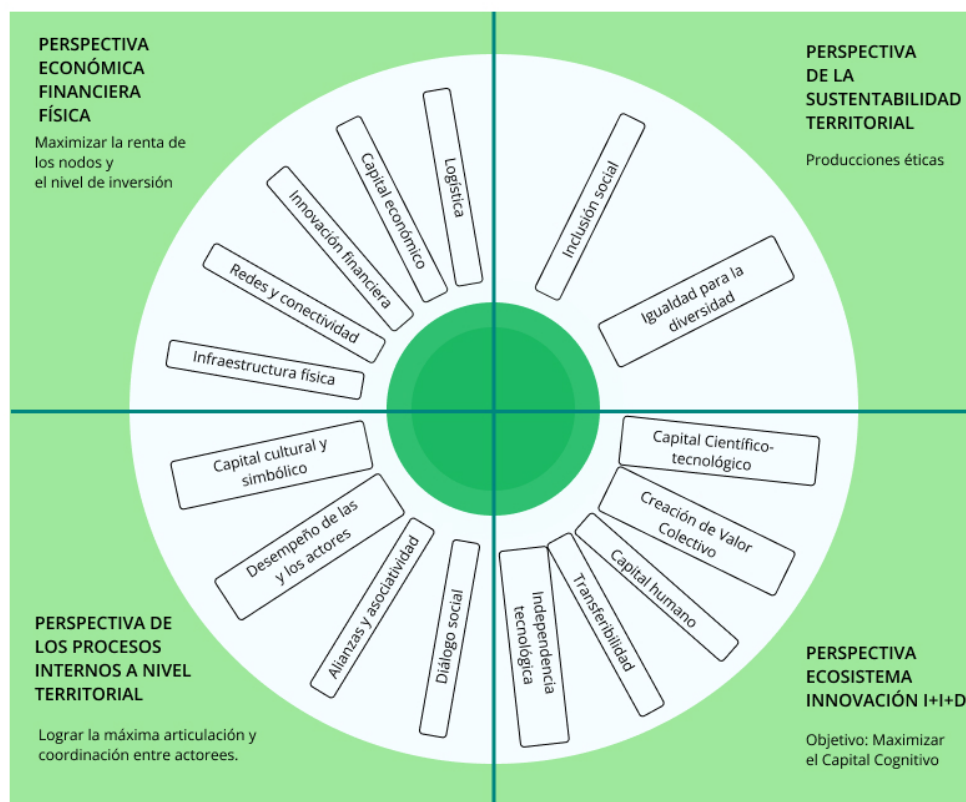 PERSPECTIVA
ECONÓMICA
FINANCIERA
FÍSICA
Maximizar la renta de
los nodos y
el nivel de inversión
Logística
Capital económico
Innovación financiera
Redes y conectividad
Infraestructura física
PERSPECTIVA
DE LA
SUSTENTABILIDAD
TERRITORIAL
Producciones éticas
Inclusión social
Igualdad para la
diversidad
Capital cultural y
simbólico
Desempeño de las
y los actores
Alianzas y asociatividad
Diálogo social
PERSPECTIVA DE
LOS PROCESOS
INTERNOS A NIVEL
TERRITORIAL
Lograr la máxima articulación y
coordinación entre actorees.
Capital Científico-
tecnológico
Creación de Valor
Colectivo
Capital humano
Transferibilidad
Independencia
tecnológica
PERSPECTIVA
ECOSISTEMA
INNOVACIÓN I+I+D
Objetivo: Maximizar
el Capital Cognitivo